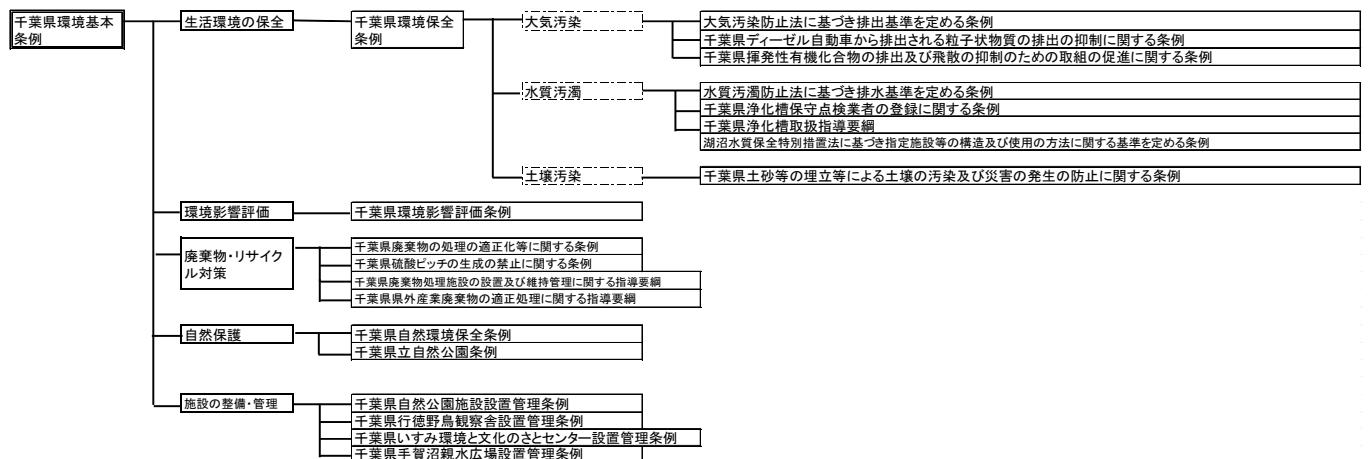 千葉県環境基本
条例
生活環境の保全
千葉県環境保全
条例
大気汚染
大気汚染防止法に基づき排出基準を定める条例
千葉県ディーゼル自動車から排出される粒子状物質の排出の抑制に関する条例
千葉県揮発性有機化合物の排出及び飛散の抑制のための取組の促進に関する条例
水質汚濁
水質汚濁防止法に基づき排水基準を定める条例
千葉県浄化槽保守点検業者の登録に関する条例
千葉県浄化槽取扱指導要綱
湖沼水質保全特別措置法に基づき指定施設等の構造及び使用の方法に関する基準を定める条例
土壌汚染
千葉県土砂等の埋立等による土壌の汚染及び災害の発生の防止に関する条例
環境影響評価
千葉県環境影響評価条例
廃棄物・リサイク
ル対策
千葉県廃棄物の処理の適正化等に関する条例
千葉県硫酸ピッチの生成の禁止に関する条例
千葉県廃棄物処理施設の設置及び維持管理に関する指導要綱
千葉県県外産業廃棄物の適正処理に関する指導要綱
自然保護
千葉県自然環境保全条例
千葉県立自然公園条例
施設の整備・管理
千葉県自然公園施設設置管理条例
千葉県行徳野鳥観察舎設置管理条例
千葉県いすみ環境と文化のさとセンター設置管理条例
千葉県手賀沼親水広場設置管理条例